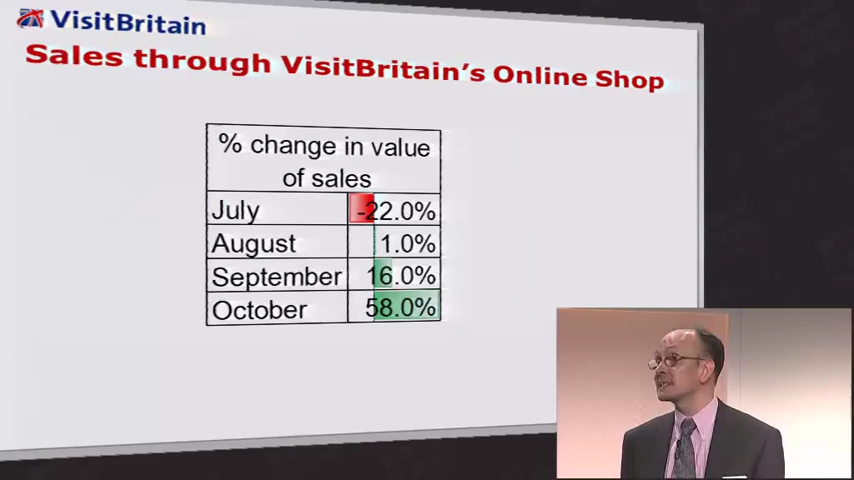 VisitBritain
Sales through VisitBritain's Online Shop
% change in value
of sales
July -22.0%
August 1.0%
September 16.0%
October 58.0%